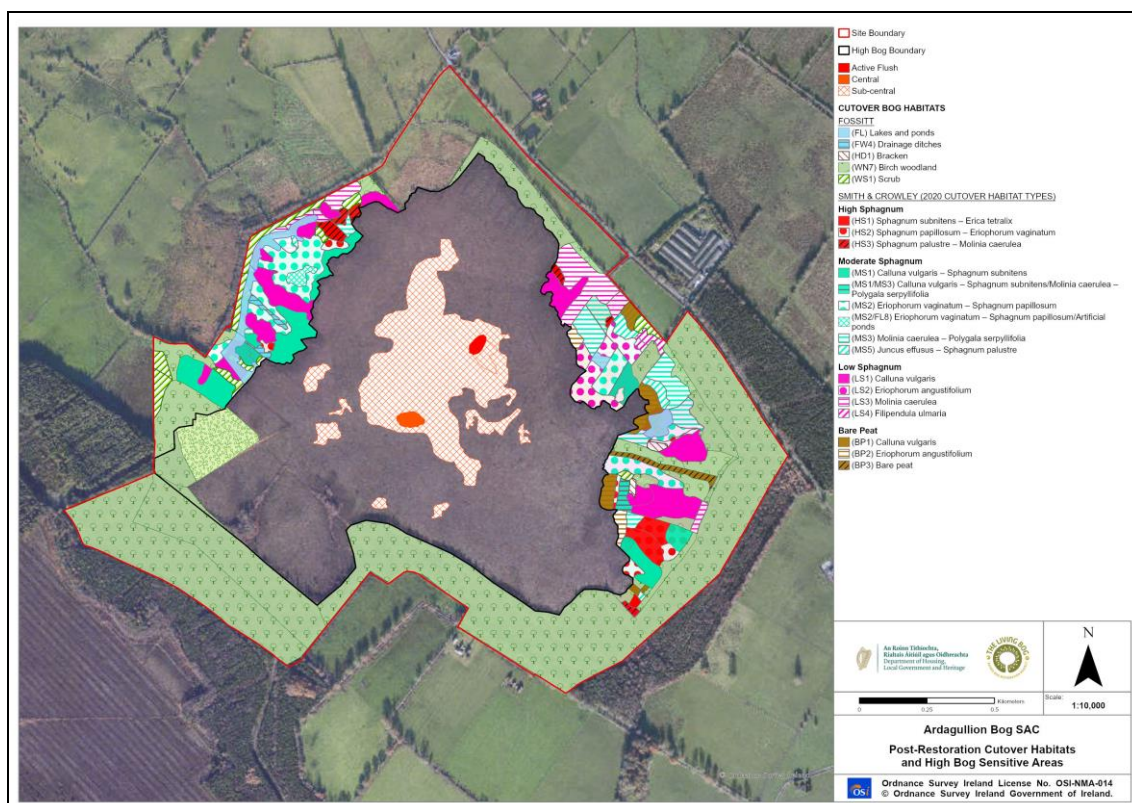 Site Boundary
High Bog Boundary
Active Flush
Central
Sub-central
CUTOVER BOG HABITATS
FOSSITT
(FL) Lakes and ponds
(FW4) Drainage ditches
(HD1) Bracken
(WN7) Birch woodland
(WS1) Scrub
SMITH & CROWLEY (2020 CUTOVER HABITAT TYPES)
High Sphagnum
(HS1) Sphagnum subnitens – Erica tetralix
(HS2) Sphagnum papillosum – Eriophorum vaginatum
(HS3) Sphagnum palustre – Molinia caerulea
Moderate Sphagnum
(MS1) Calluna vulgaris – Sphagnum subnitens
(MS1/MS3) Calluna vulgaris – Sphagnum subnitens/Molinia caerulea –
Polygala serpyllifolia
(MS2) Eriophorum vaginatum – Sphagnum papillosum
(MS2/FL8) Eriophorum vaginatum – Sphagnum papillosum/Artificial
ponds
(MS3) Molinia caerulea – Polygala serpyllifolia
(MS5) Juncus effusus – Sphagnum palustre
Low Sphagnum
(LS1) Calluna vulgaris
(LS2) Eriophorum angustifolium
(LS3) Molinia caerulea
(LS4) Filipendula ulmaria
Bare Peat
(BP1) Calluna vulgaris
(BP2) Eriophorum angustifolium
(BP3) Bare peat
An Roinn Tithíochta,
Rialtais Áitiúil agus Oidhreachta
Department of Housing,
Local Government and Heritage
THE LIVING BOG
N
Kilometers
0 0.25 0.5
Scale:
1:10,000
Ardagullion Bog SAC
Post-Restoration Cutover Habitats
and High Bog Sensitive Areas
OSi
Ordnance Survey Ireland License No. OSI-NMA-014
© Ordnance Survey Ireland Government of Ireland.